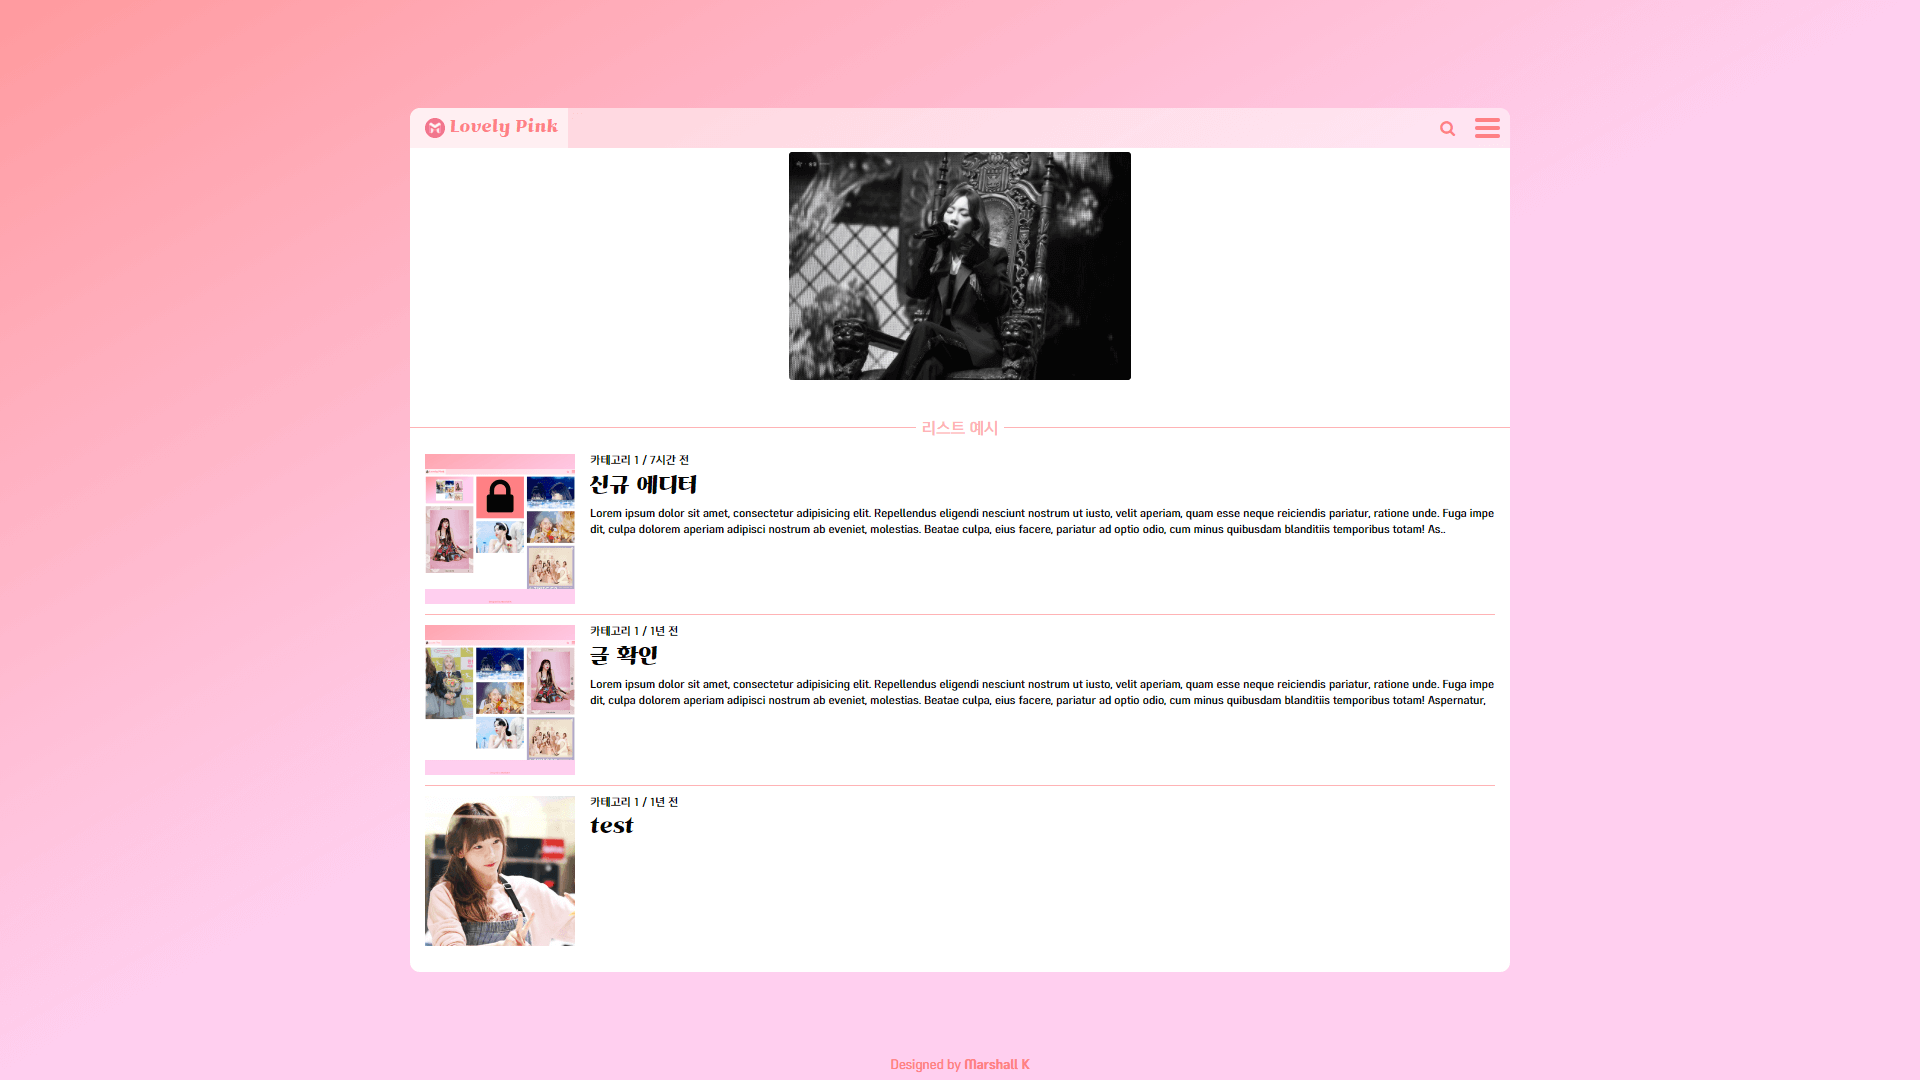 Lovely Pink
리스트 예시
카테고리 1 / 7시간 전
신규 에디터
Lorem ipsum dolor sit amet, consectetur adipisicing elit. Repellendus eligendi nesciunt nostrum ut iusto, velit aperiam, quam esse neque reiciendis pariatur, ratione unde. Fuga impe
dit, culpa dolorem aperiam adipisci nostrum ab eveniet, molestias. Beatae culpa, eius facere, pariatur ad optio odio, cum minus quibusdam blanditiis temporibus totam! As..
카테고리 1 / 1년 전
글 확인
Lorem ipsum dolor sit amet, consectetur adipisicing elit. Repellendus eligendi nesciunt nostrum ut iusto, velit aperiam, quam esse neque reiciendis pariatur, ratione unde. Fuga impe
dit, culpa dolorem aperiam adipisci nostrum ab eveniet, molestias. Beatae culpa, eius facere, pariatur ad optio odio, cum minus quibusdam blanditiis temporibus totam! Aspernatur,
카테고리 1 / 1년 전
test
Designed by Marshall K